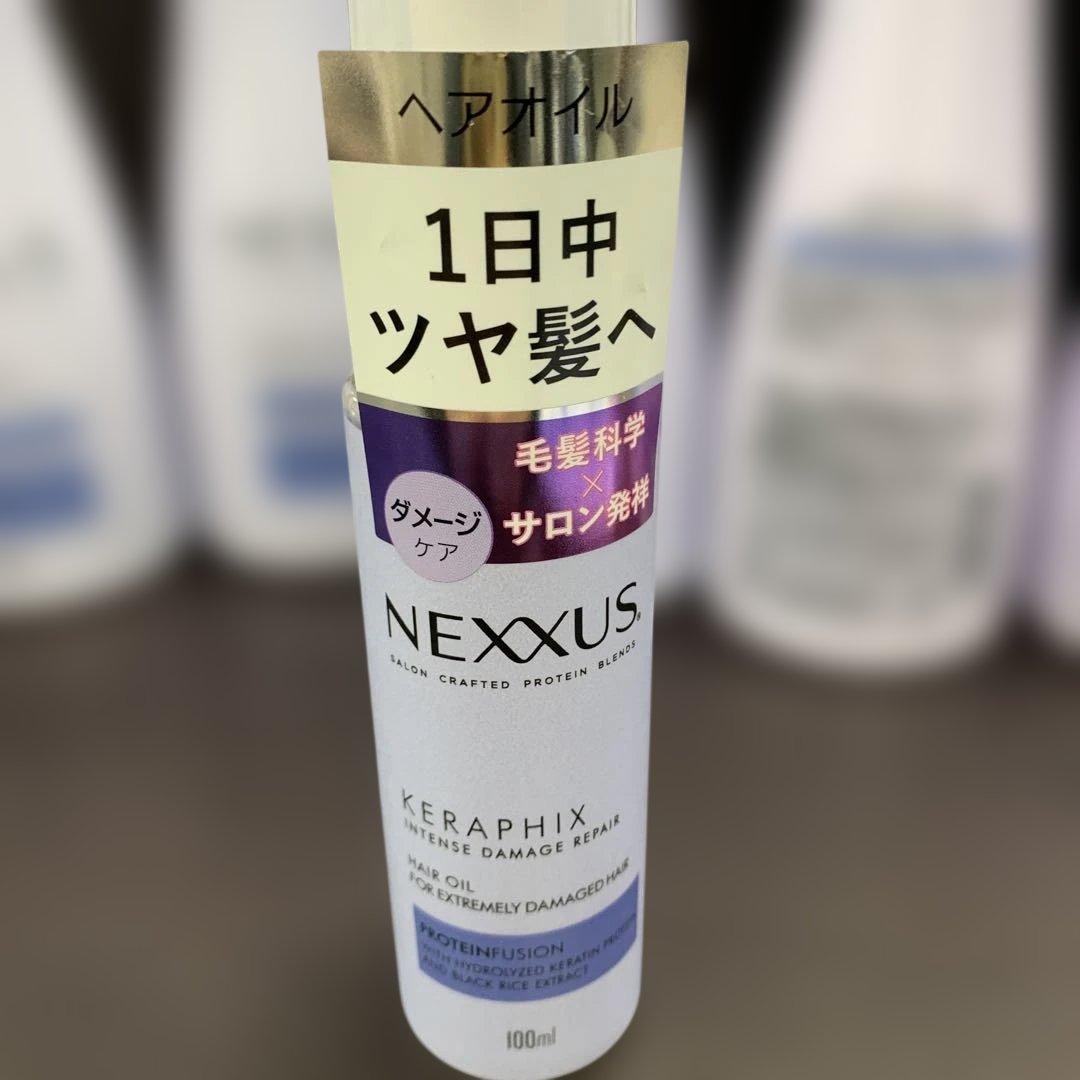 ヘアオイル
1日中
ツヤ髪へ
毛髪科学
×
サロン発祥
ダメージ
ケア
NEXXUS®
SALON CRAFTED PROTEIN BLENDS
KERAPHIX
INTENSE DAMAGE REPAIR
HAIR OIL
FOR EXTREMELY DAMAGED HAIR
PROTEINFUSION
WITH HYDROLYZED KERATIN PROTEIN
AND BLACK RICE EXTRACT
100ml